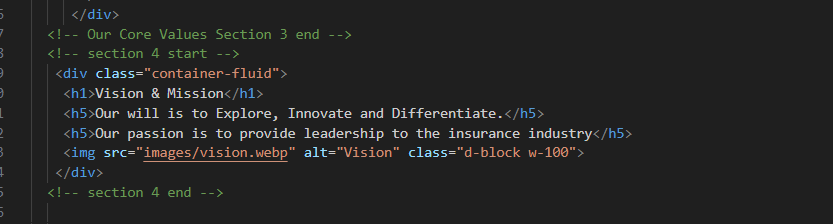 </div>
<!-- Our Core Values Section 3 end -->
<!-- section 4 start -->
<div class="container-fluid">
<h1>Vision & Mission</h1>
<h5>Our will is to Explore, Innovate and Differentiate.</h5>
<h5>Our passion is to provide leadership to the insurance industry</h5>
<img src="images/vision.webp" alt="Vision" class="d-block w-100">
</div>
<!-- section 4 end -->